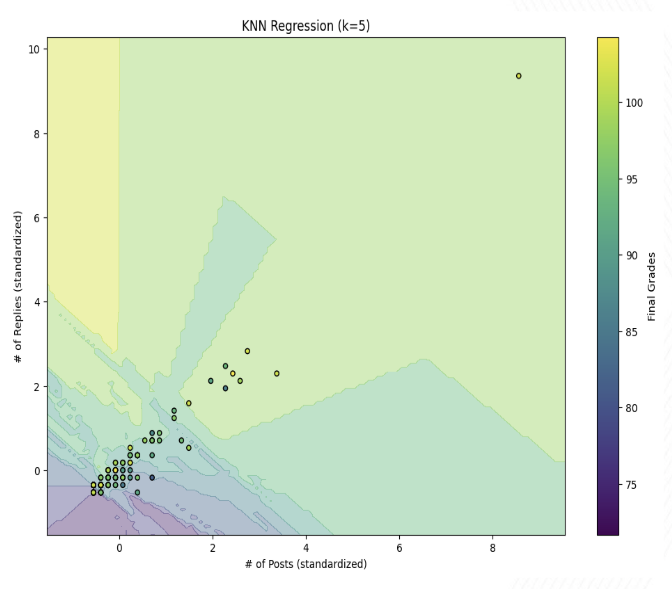 KNN Regression (k=5)
10
8
6
4
2
0
# of Replies (standardized)
0 2 4 6 8
# of Posts (standardized)
100
95
90
85
80
75
Final Grades